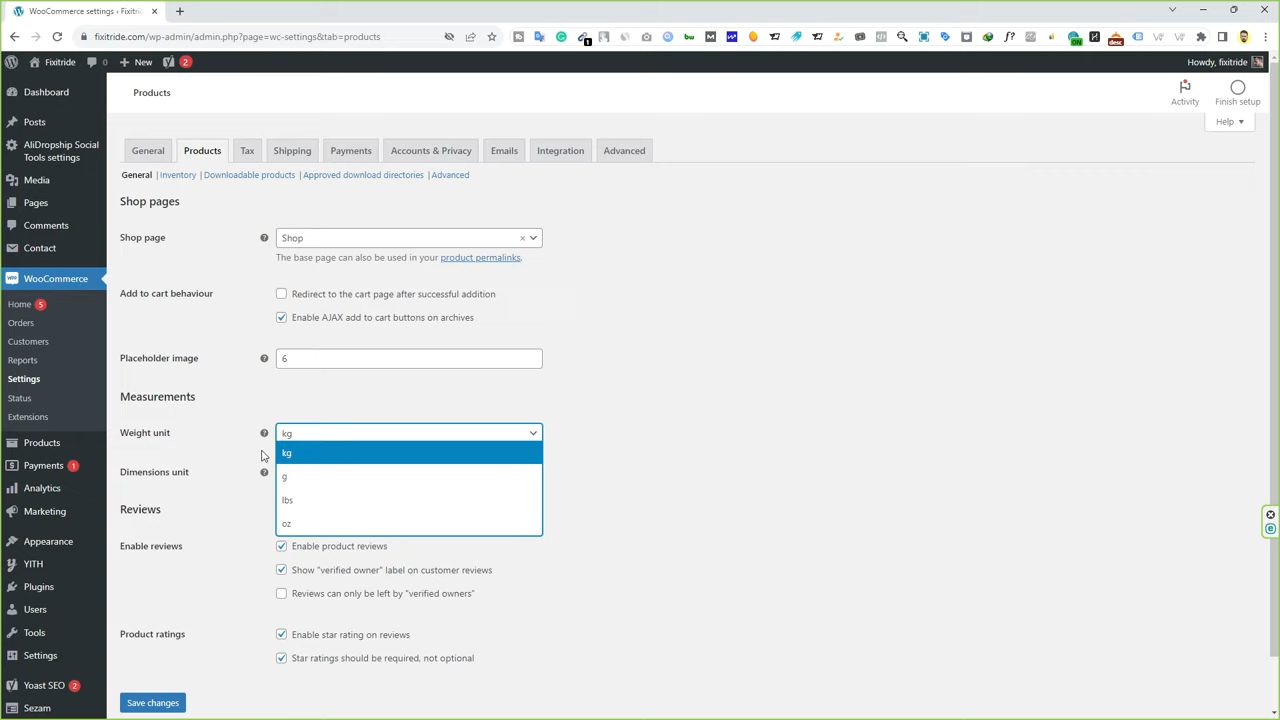 WooCommerce settings ‹ Fixitrid
fixitride.com/wp-admin/admin.php?page=wc-settings&tab=products
1
ON
desc
Fixitride
0
New
2
Howdy, fixitride
Dashboard
Posts
AliDropship Social
Tools settings
Media
Pages
Comments
Contact
WooCommerce
Home 5
Orders
Customers
Reports
Settings
Status
Extensions
Products
Payments 1
Analytics
Marketing
Appearance
YITH
Plugins
Users
Tools
Settings
Yoast SEO 2
Sezam
Products
Activity
Finish setup
Help
General
Products
Tax
Shipping
Payments
Accounts & Privacy
Emails
Integration
Advanced
General | Inventory | Downloadable products | Approved download directories | Advanced
Shop pages
Shop page
Shop
The base page can also be used in your product permalinks.
Add to cart behaviour
Redirect to the cart page after successful addition
Enable AJAX add to cart buttons on archives
Placeholder image
6
Measurements
Weight unit
kg
kg
g
lbs
oz
Dimensions unit
Reviews
Enable reviews
Enable product reviews
Show "verified owner" label on customer reviews
Reviews can only be left by "verified owners"
Product ratings
Enable star rating on reviews
Star ratings should be required, not optional
Save changes